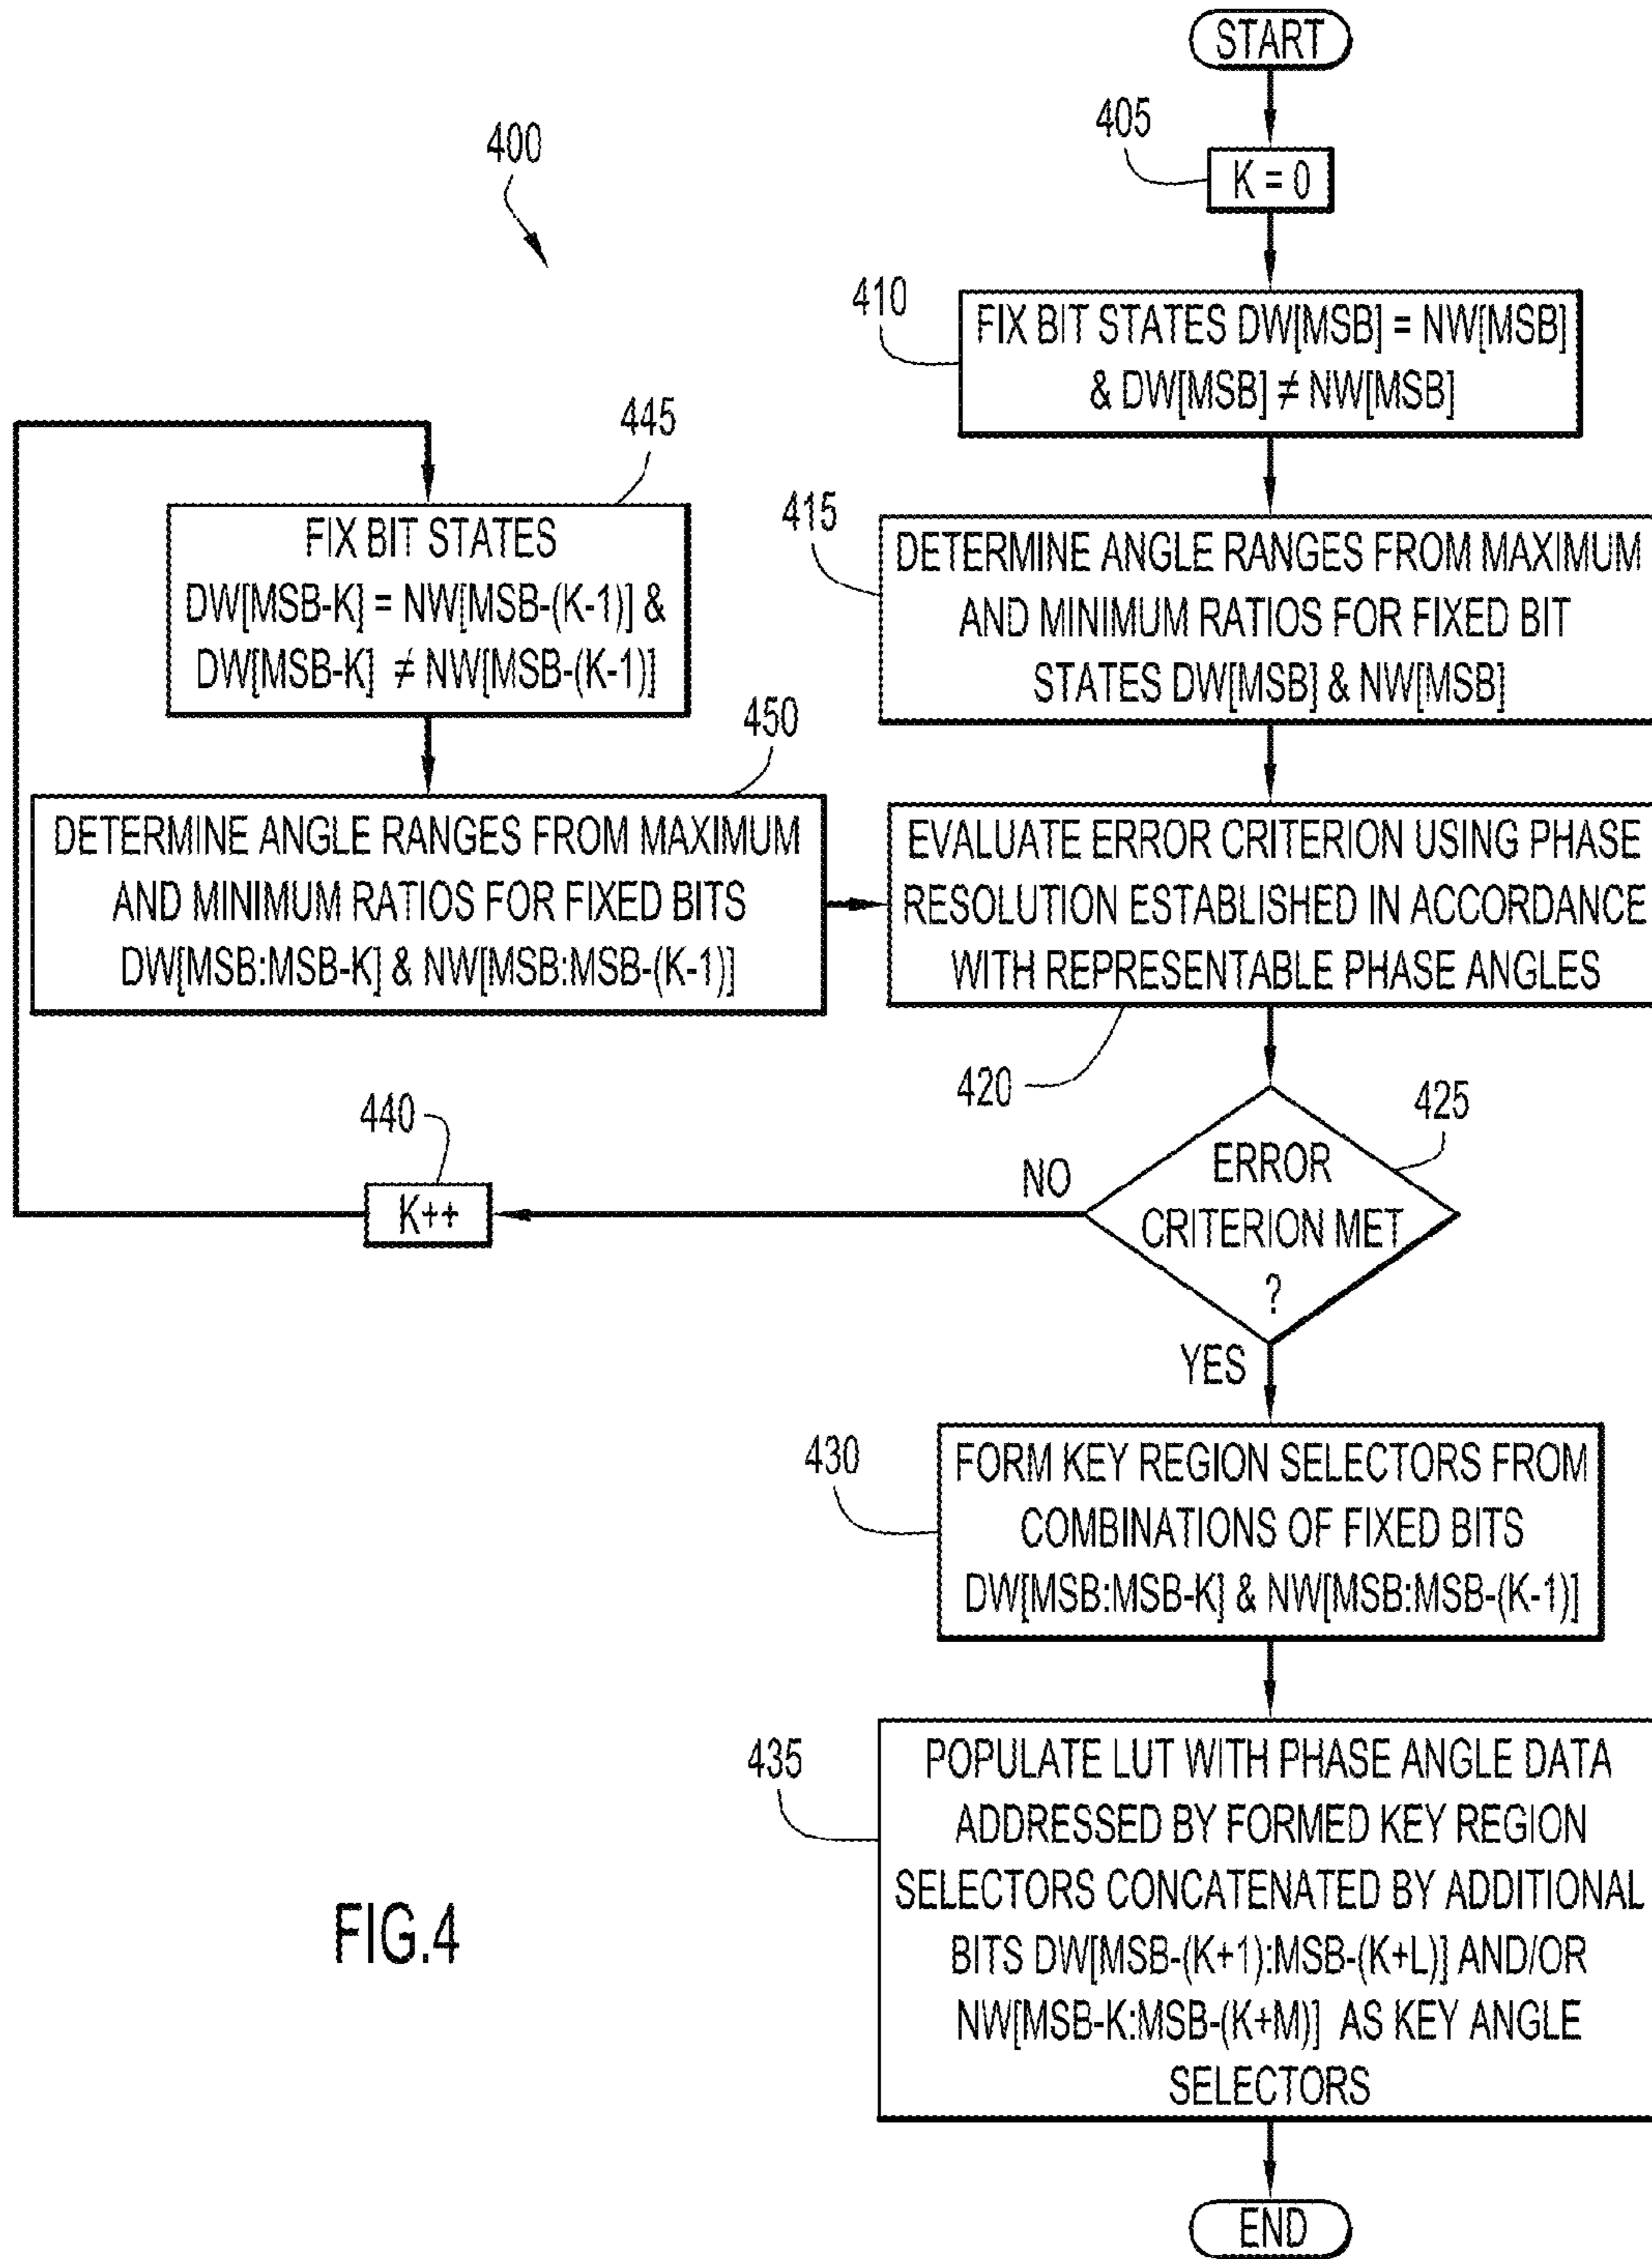 START
405
K = 0
400
410
FIX BIT STATES DW[MSB] = NW[MSB]
& DW[MSB] ≠ NW[MSB]
445
FIX BIT STATES
DW[MSB-K] = NW[MSB-(K-1)] &
DW[MSB-K] ≠ NW[MSB-(K-1)]
415
DETERMINE ANGLE RANGES FROM MAXIMUM
AND MINIMUM RATIOS FOR FIXED BIT
STATES DW[MSB] & NW[MSB]
450
DETERMINE ANGLE RANGES FROM MAXIMUM
AND MINIMUM RATIOS FOR FIXED BITS
DW[MSB:MSB-K] & NW[MSB:MSB-(K-1)]
EVALUATE ERROR CRITERION USING PHASE
RESOLUTION ESTABLISHED IN ACCORDANCE
WITH REPRESENTABLE PHASE ANGLES
420
425
ERROR
CRITERION MET
?
NO
440
K++
YES
430
FORM KEY REGION SELECTORS FROM
COMBINATIONS OF FIXED BITS
DW[MSB:MSB-K] & NW[MSB:MSB-(K-1)]
435
POPULATE LUT WITH PHASE ANGLE DATA
ADDRESSED BY FORMED KEY REGION
SELECTORS CONCATENATED BY ADDITIONAL
BITS DW[MSB-(K+1):MSB-(K+L)] AND/OR
NW[MSB-K:MSB-(K+M)] AS KEY ANGLE
SELECTORS
FIG.4
END